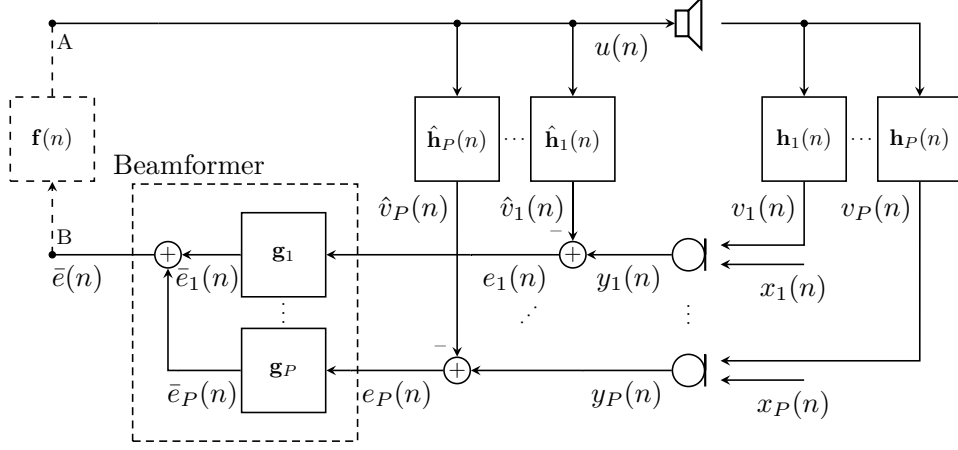 A
u(n)
f(n)
ĥ_P(n)
···
ĥ_1(n)
h_1(n)
···
h_P(n)
Beamformer
v̂_P(n)
v̂_1(n)
v_1(n)
v_P(n)
B
g_1
+
−
+
ē(n)
ē_1(n)
e_1(n)
y_1(n)
x_1(n)
⋮
⋰
⋮
g_P
−
+
ē_P(n)
e_P(n)
y_P(n)
x_P(n)